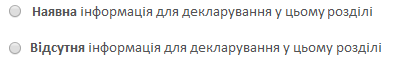 Наявна інформація для декларування у цьому розділі
Відсутня інформація для декларування у цьому розділі